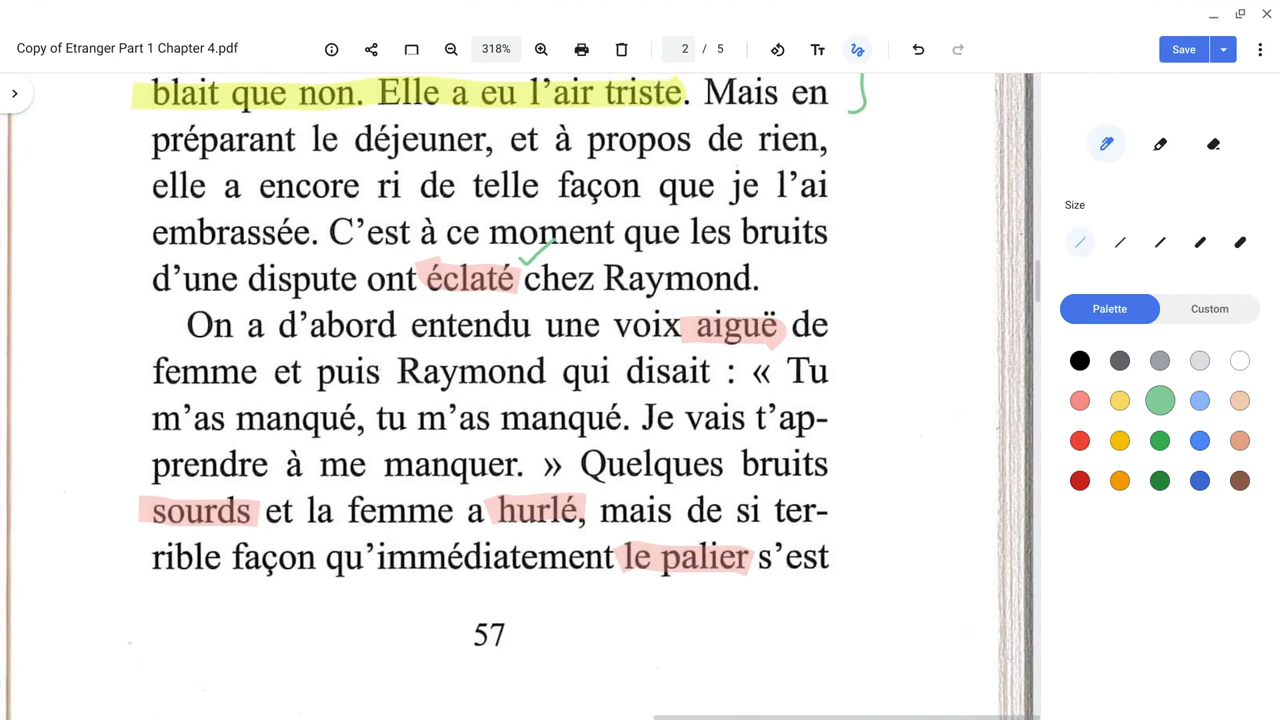 Copy of Etranger Part 1 Chapter 4.pdf
318%
2 / 5
Tт
Save
blait que non. Elle a eu l’air triste. Mais en
préparant le déjeuner, et à propos de rien,
elle a encore ri de telle façon que je l’ai
embrassée. C’est à ce moment que les bruits
d’une dispute ont éclaté chez Raymond.
On a d’abord entendu une voix aiguë de
femme et puis Raymond qui disait : « Tu
m’as manqué, tu m’as manqué. Je vais t’ap-
prendre à me manquer. » Quelques bruits
sourds et la femme a hurlé, mais de si ter-
rible façon qu’immédiatement le palier s’est
57
Size
Palette
Custom